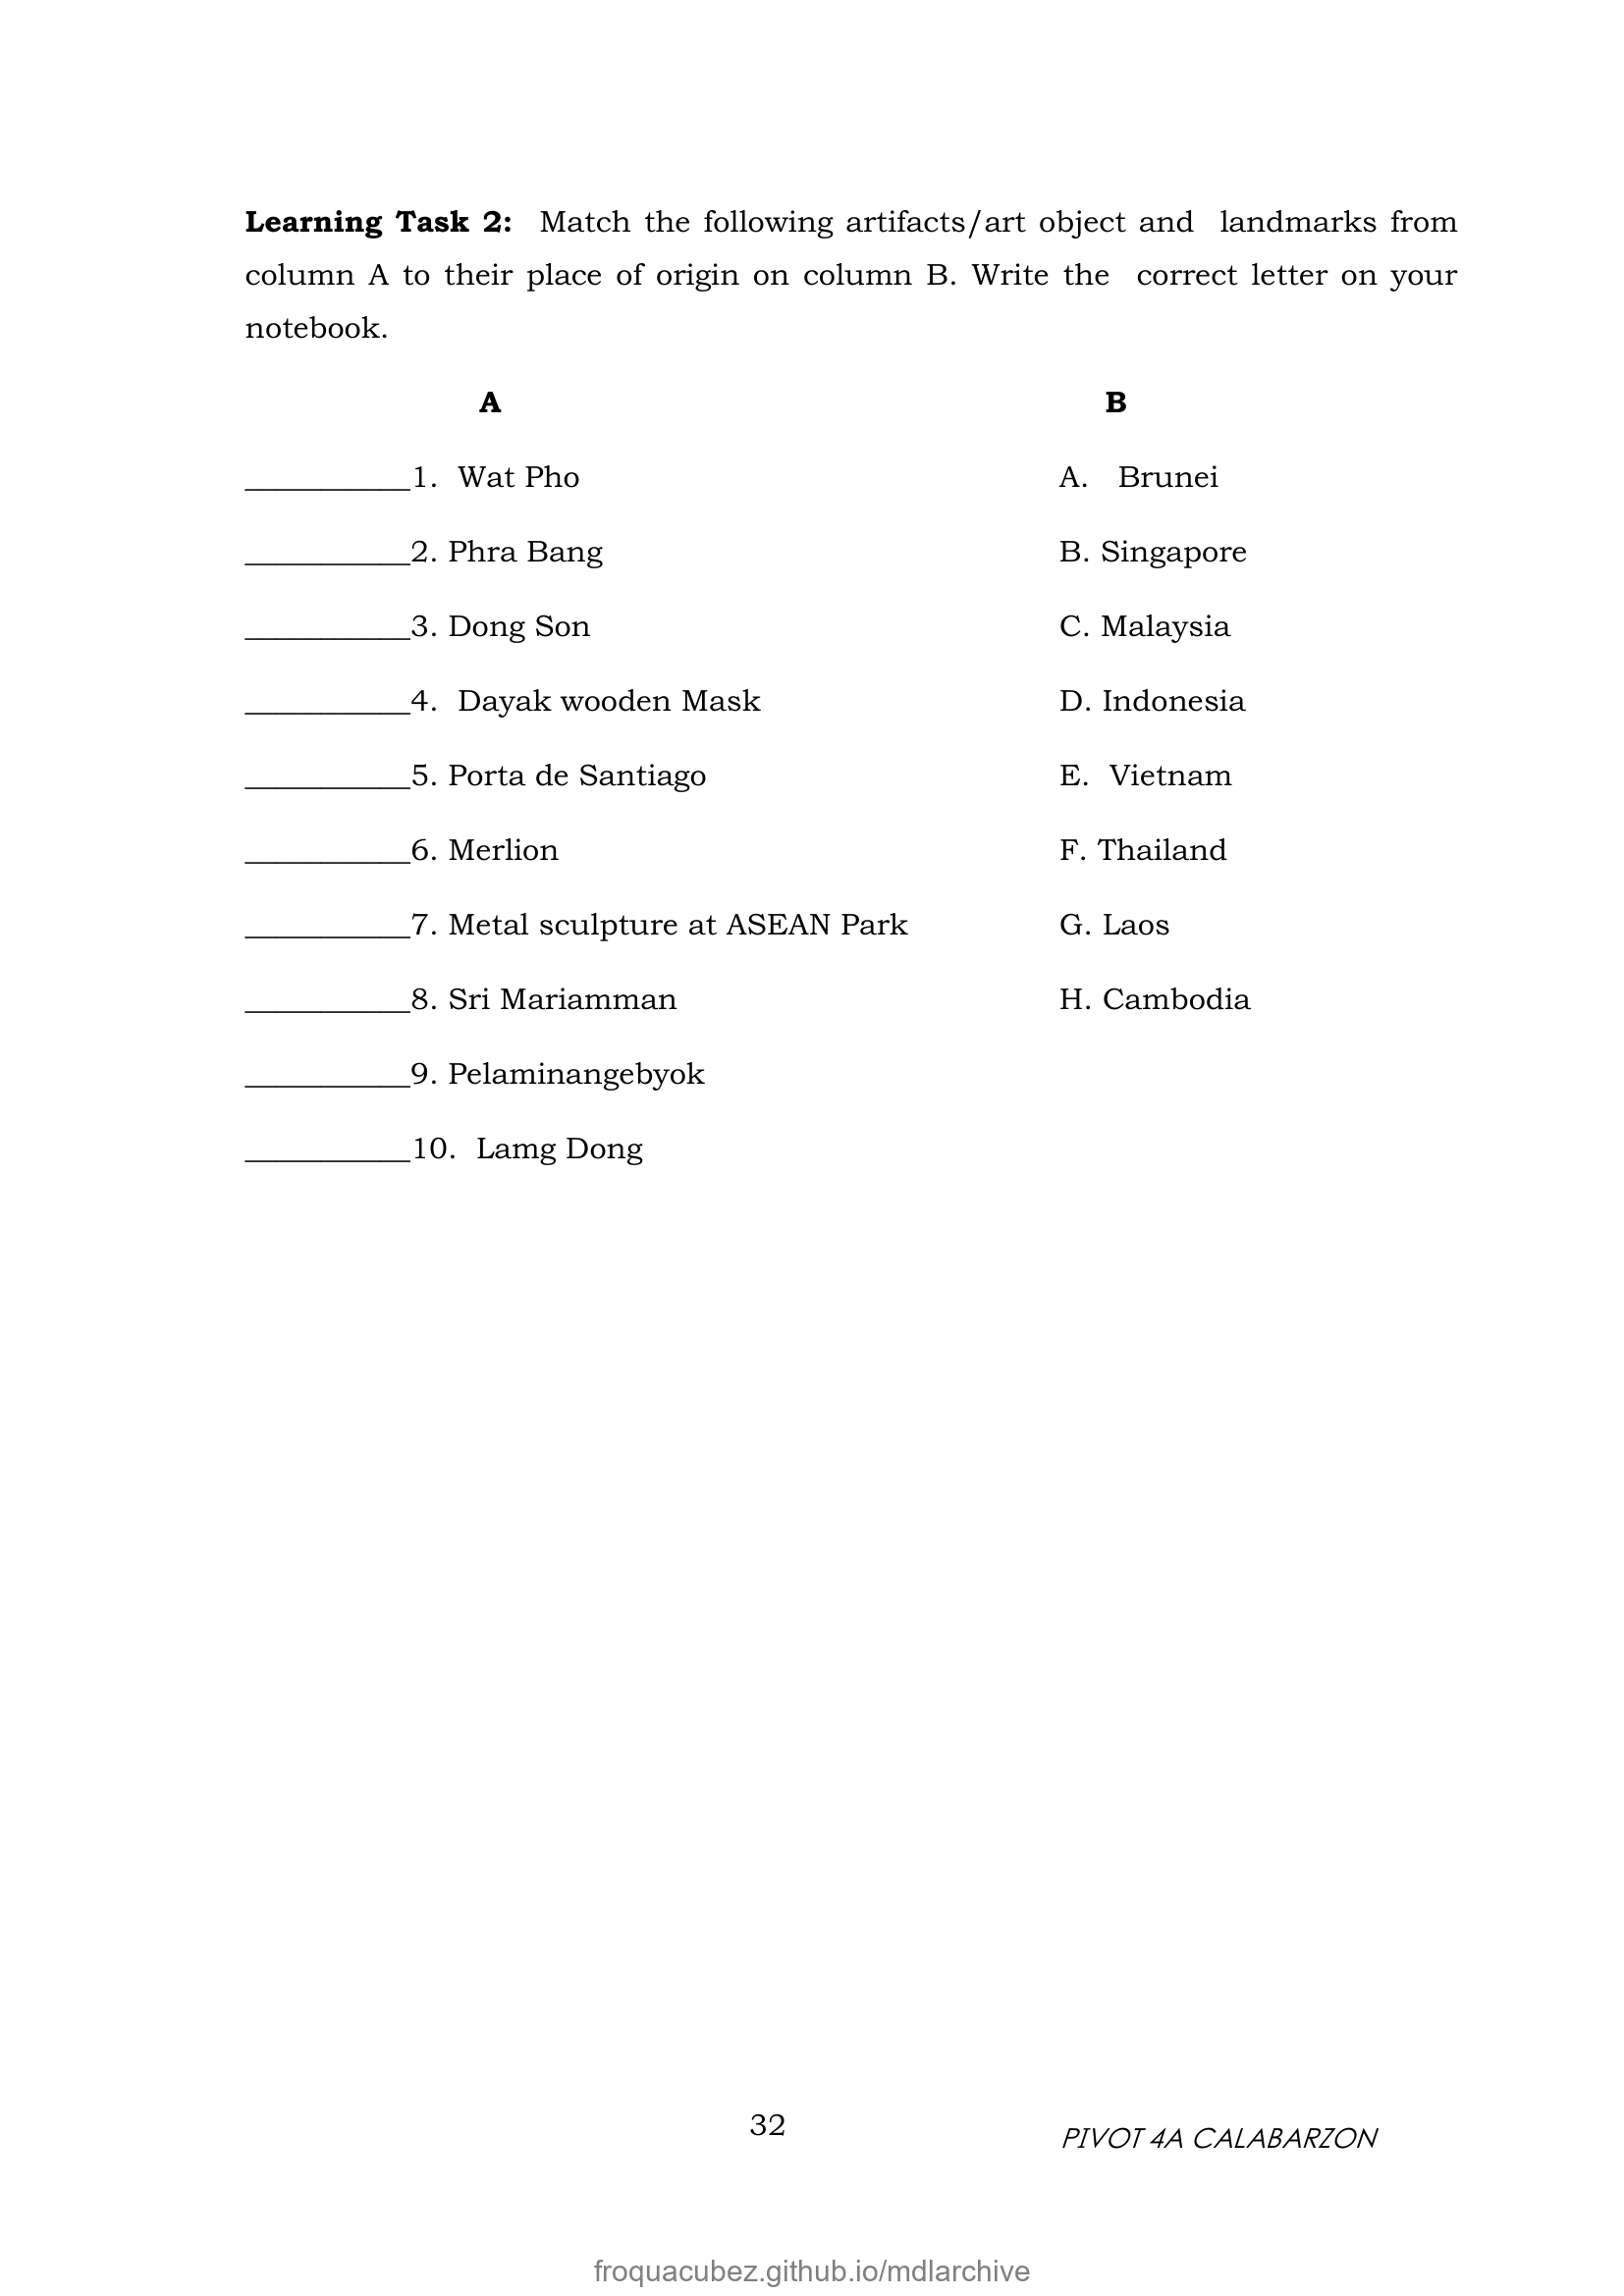 Learning Task 2: Match the following artifacts/art object and landmarks from
column A to their place of origin on column B. Write the correct letter on your
notebook.
A B
___________1. Wat Pho A. Brunei
___________2. Phra Bang B. Singapore
___________3. Dong Son C. Malaysia
___________4. Dayak wooden Mask D. Indonesia
___________5. Porta de Santiago E. Vietnam
___________6. Merlion F. Thailand
___________7. Metal sculpture at ASEAN Park G. Laos
___________8. Sri Mariamman H. Cambodia
___________9. Pelaminangebyok
___________10. Lamg Dong
32 PIVOT 4A CALABARZON
froquacubez.github.io/mdlarchive